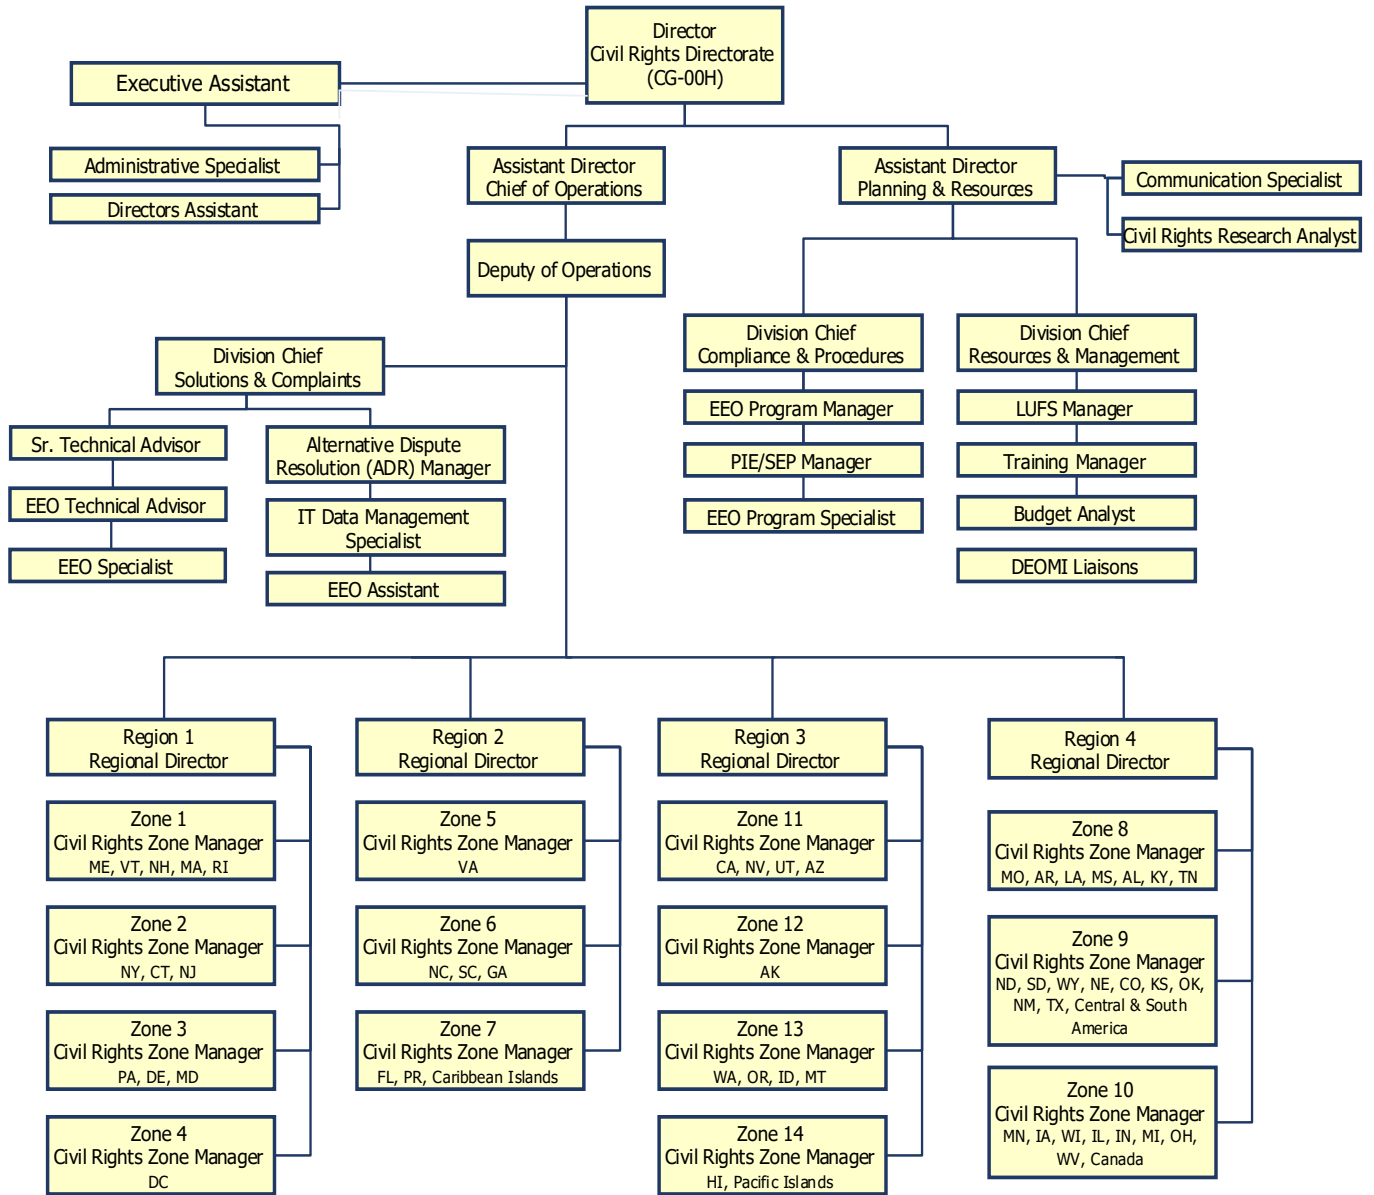 Director
Civil Rights Directorate
(CG-00H)
Executive Assistant
Administrative Specialist
Directors Assistant
Assistant Director
Chief of Operations
Assistant Director
Planning & Resources
Communication Specialist
Civil Rights Research Analyst
Deputy of Operations
Division Chief
Solutions & Complaints
Sr. Technical Advisor
EEO Technical Advisor
EEO Specialist
Alternative Dispute
Resolution (ADR) Manager
IT Data Management
Specialist
EEO Assistant
Division Chief
Compliance & Procedures
EEO Program Manager
PIE/SEP Manager
EEO Program Specialist
Division Chief
Resources & Management
LUFS Manager
Training Manager
Budget Analyst
DEOMI Liaisons
Region 1
Regional Director
Zone 1
Civil Rights Zone Manager
ME, VT, NH, MA, RI
Zone 2
Civil Rights Zone Manager
NY, CT, NJ
Zone 3
Civil Rights Zone Manager
PA, DE, MD
Zone 4
Civil Rights Zone Manager
DC
Region 2
Regional Director
Zone 5
Civil Rights Zone Manager
VA
Zone 6
Civil Rights Zone Manager
NC, SC, GA
Zone 7
Civil Rights Zone Manager
FL, PR, Caribbean Islands
Region 3
Regional Director
Zone 11
Civil Rights Zone Manager
CA, NV, UT, AZ
Zone 12
Civil Rights Zone Manager
AK
Zone 13
Civil Rights Zone Manager
WA, OR, ID, MT
Zone 14
Civil Rights Zone Manager
HI, Pacific Islands
Region 4
Regional Director
Zone 8
Civil Rights Zone Manager
MO, AR, LA, MS, AL, KY, TN
Zone 9
Civil Rights Zone Manager
ND, SD, WY, NE, CO, KS, OK,
NM, TX, Central & South
America
Zone 10
Civil Rights Zone Manager
MN, IA, WI, IL, IN, MI, OH,
WV, Canada